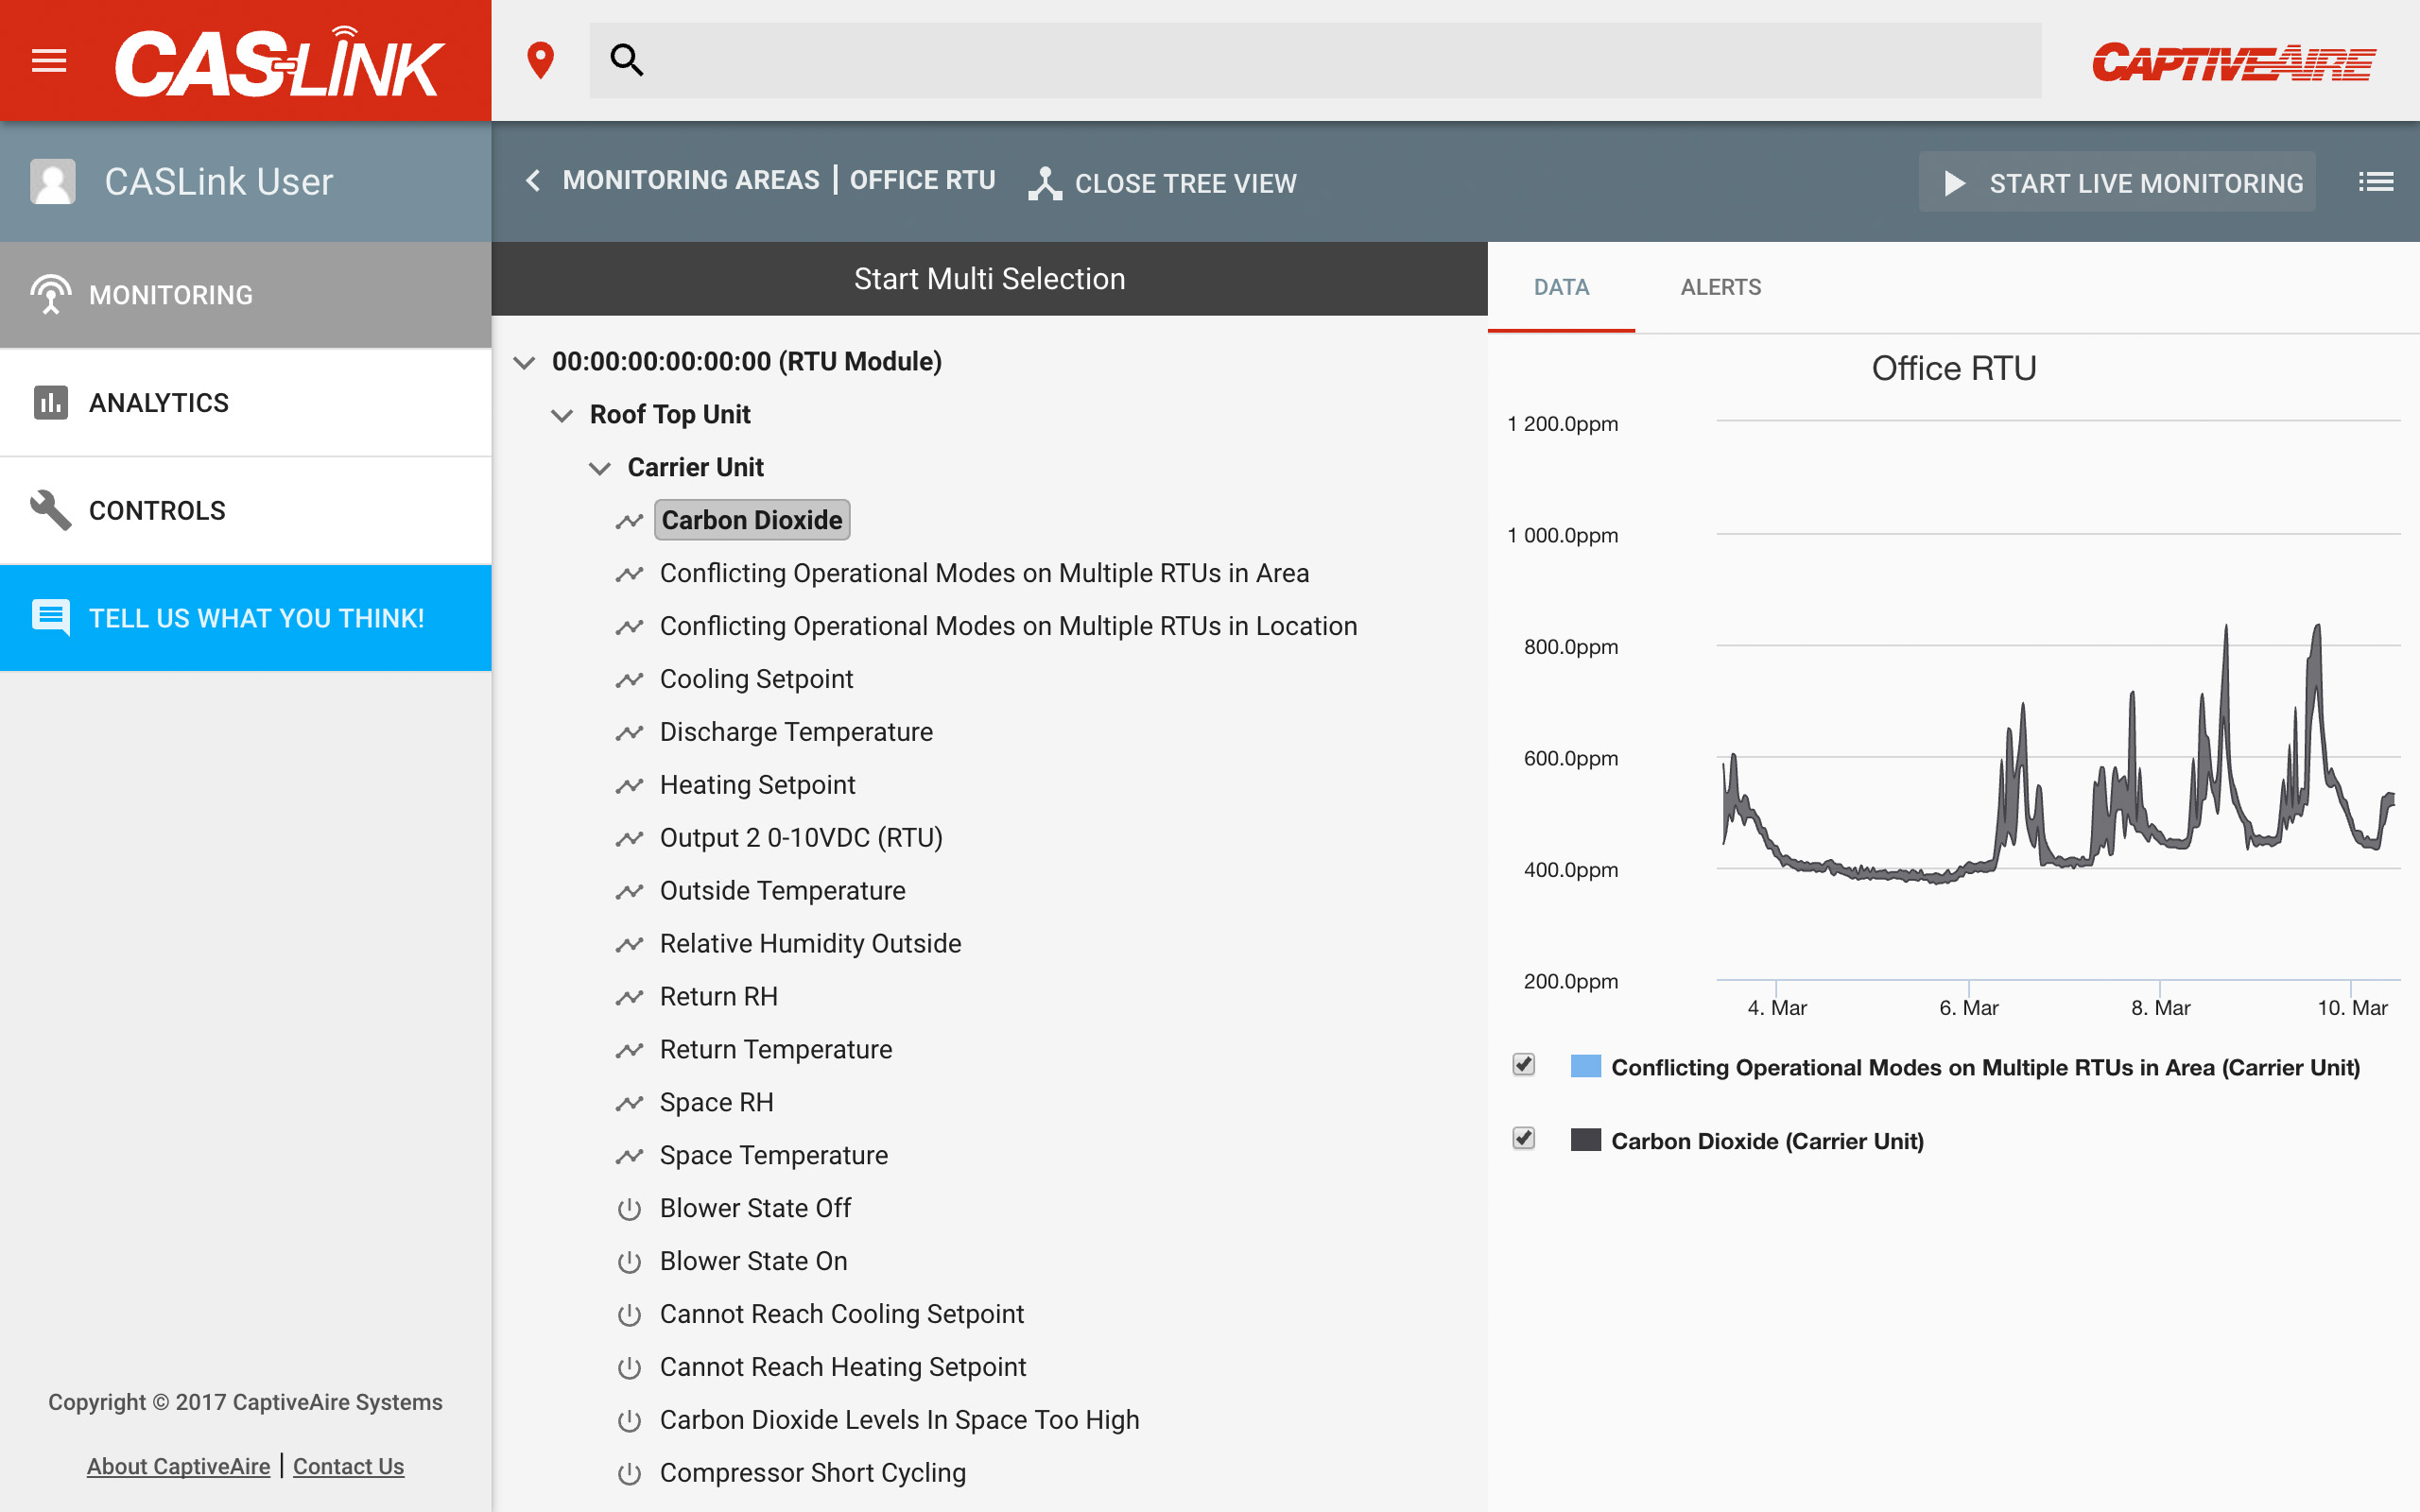 CASLINK
CAPTIVEAIRE
CASLink User
MONITORING AREAS | OFFICE RTU
CLOSE TREE VIEW
START LIVE MONITORING
MONITORING
ANALYTICS
CONTROLS
TELL US WHAT YOU THINK!
Copyright © 2017 CaptiveAire Systems
About CaptiveAire | Contact Us
Start Multi Selection
00:00:00:00:00:00 (RTU Module)
Roof Top Unit
Carrier Unit
Carbon Dioxide
Conflicting Operational Modes on Multiple RTUs in Area
Conflicting Operational Modes on Multiple RTUs in Location
Cooling Setpoint
Discharge Temperature
Heating Setpoint
Output 2 0-10VDC (RTU)
Outside Temperature
Relative Humidity Outside
Return RH
Return Temperature
Space RH
Space Temperature
Blower State Off
Blower State On
Cannot Reach Cooling Setpoint
Cannot Reach Heating Setpoint
Carbon Dioxide Levels In Space Too High
Compressor Short Cycling
DATA
ALERTS
Office RTU
1 200.0ppm
1 000.0ppm
800.0ppm
600.0ppm
400.0ppm
200.0ppm
4. Mar
6. Mar
8. Mar
10. Mar
Conflicting Operational Modes on Multiple RTUs in Area (Carrier Unit)
Carbon Dioxide (Carrier Unit)